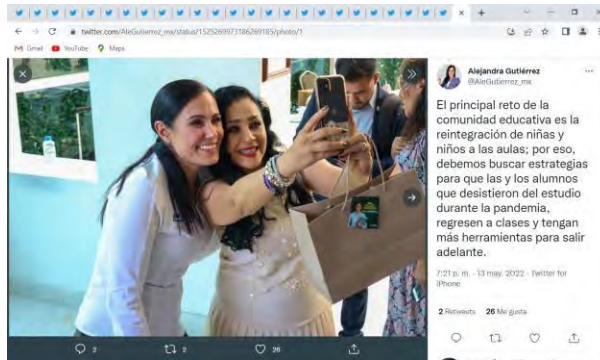 twitter.com/AleGutierrez_mx/status/1525269973186269185/photo/1
Gmail YouTube Maps
Alejandra Gutiérrez
@AleGutierrez_mx
El principal reto de la
comunidad educativa es la
reintegración de niñas y
niños a las aulas; por eso,
debemos buscar estrategias
para que las y los alumnos
que desistieron del estudio
durante la pandemia,
regresen a clases y tengan
más herramientas para salir
adelante.
7:21 p. m. · 13 may. 2022 · Twitter for
iPhone
2 Retweets 26 Me gusta
2 2 26